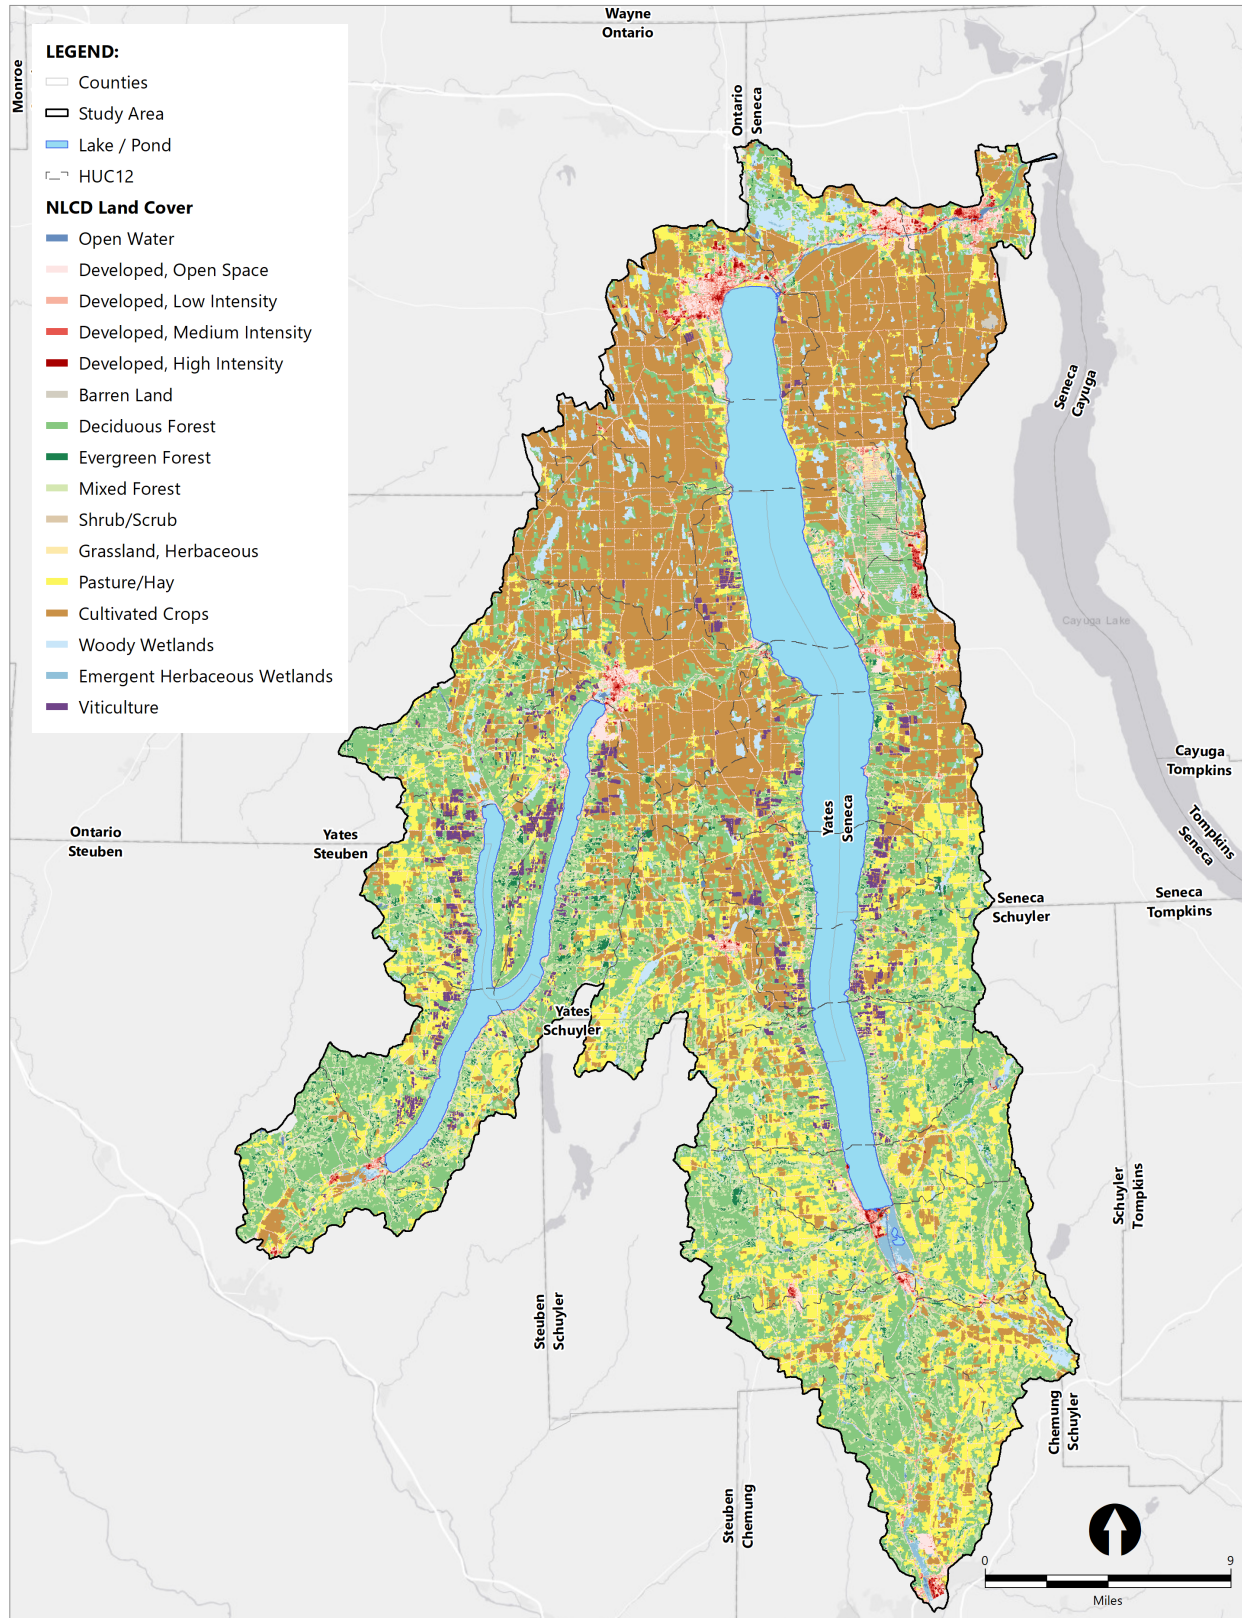 Wayne
Ontario
Monroe
Ontario
Seneca
LEGEND:
Counties
Study Area
Lake / Pond
HUC12
NLCD Land Cover
Open Water
Developed, Open Space
Developed, Low Intensity
Developed, Medium Intensity
Developed, High Intensity
Barren Land
Deciduous Forest
Evergreen Forest
Mixed Forest
Shrub/Scrub
Grassland, Herbaceous
Pasture/Hay
Cultivated Crops
Woody Wetlands
Emergent Herbaceous Wetlands
Viticulture
Seneca
Cayuga
Cayuga Lake
Cayuga
Tompkins
Tompkins
Seneca
Ontario
Steuben
Yates
Steuben
Yates
Seneca
Seneca
Schuyler
Seneca
Tompkins
Yates
Schuyler
Schuyler
Tompkins
Steuben
Schuyler
Chemung
Schuyler
Steuben
Chemung
0 9
Miles